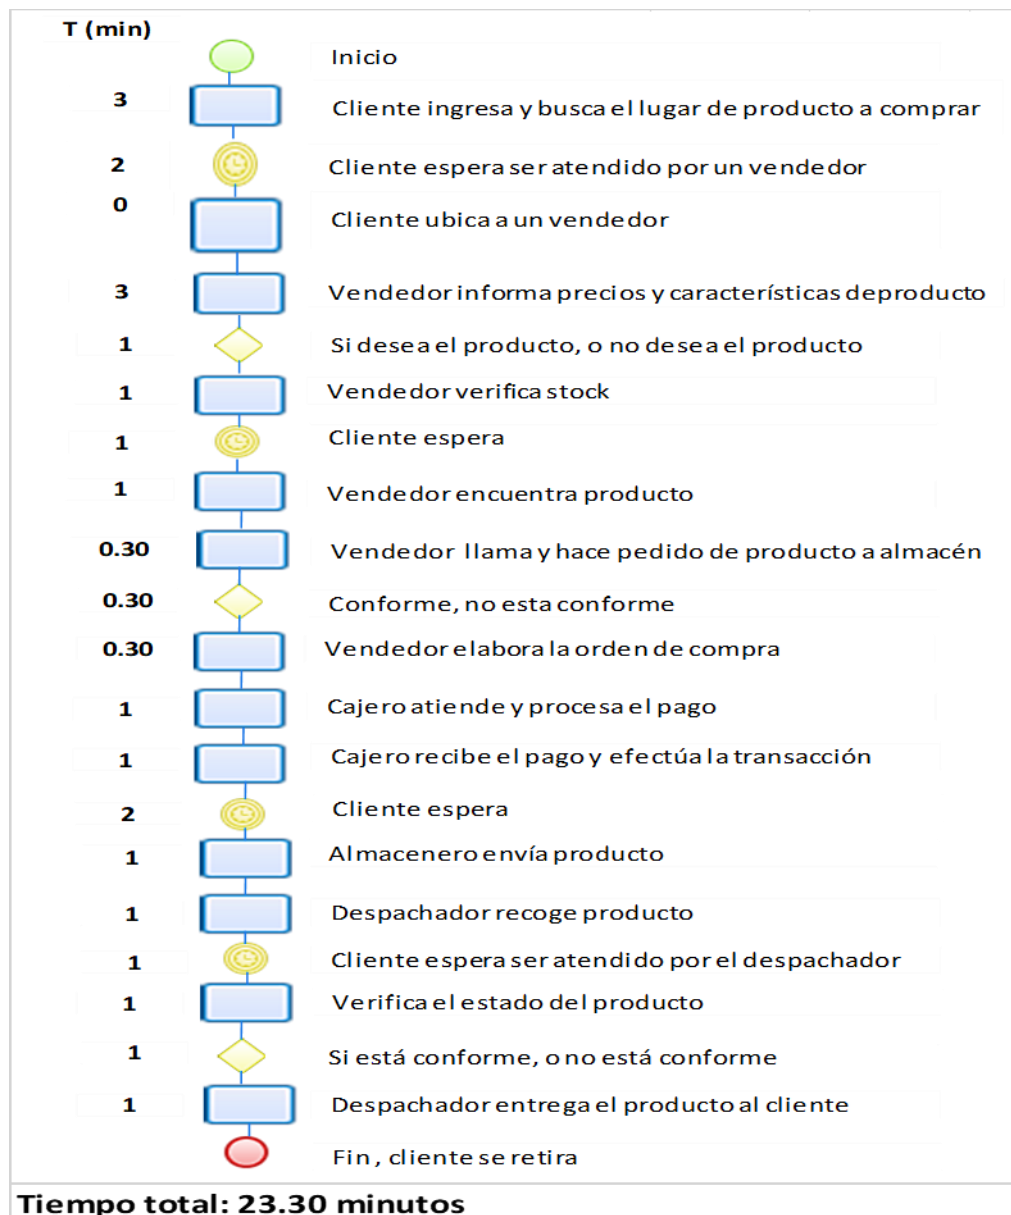 T (min)
Inicio
3 Cliente ingresa y busca el lugar de producto a comprar
2 Cliente espera ser atendido por un vendedor
0 Cliente ubica a un vendedor
3 Vendedor informa precios y características deproducto
1 Si desea el producto, o no desea el producto
1 Vendedor verifica stock
1 Cliente espera
1 Vendedor encuentra producto
0.30 Vendedor llama y hace pedido de producto a almacén
0.30 Conforme, no esta conforme
0.30 Vendedor elabora la orden de compra
1 Cajero atiende y procesa el pago
1 Cajero recibe el pago y efectúa la transacción
2 Cliente espera
1 Almacenero envía producto
1 Despachador recoge producto
1 Cliente espera ser atendido por el despachador
1 Verifica el estado del producto
1 Si está conforme, o no está conforme
1 Despachador entrega el producto al cliente
Fin , cliente se retira
Tiempo total: 23.30 minutos